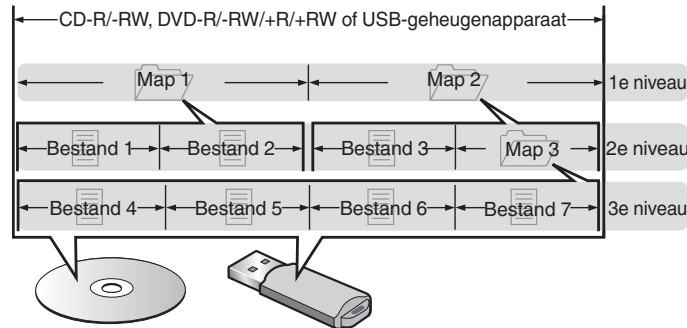 CD-R/-RW, DVD-R/-RW/+R/+RW of USB-geheugenapparaat
Map 1 Map 2 1e niveau
Bestand 1 Bestand 2 Bestand 3 Map 3 2e niveau
Bestand 4 Bestand 5 Bestand 6 Bestand 7 3e niveau